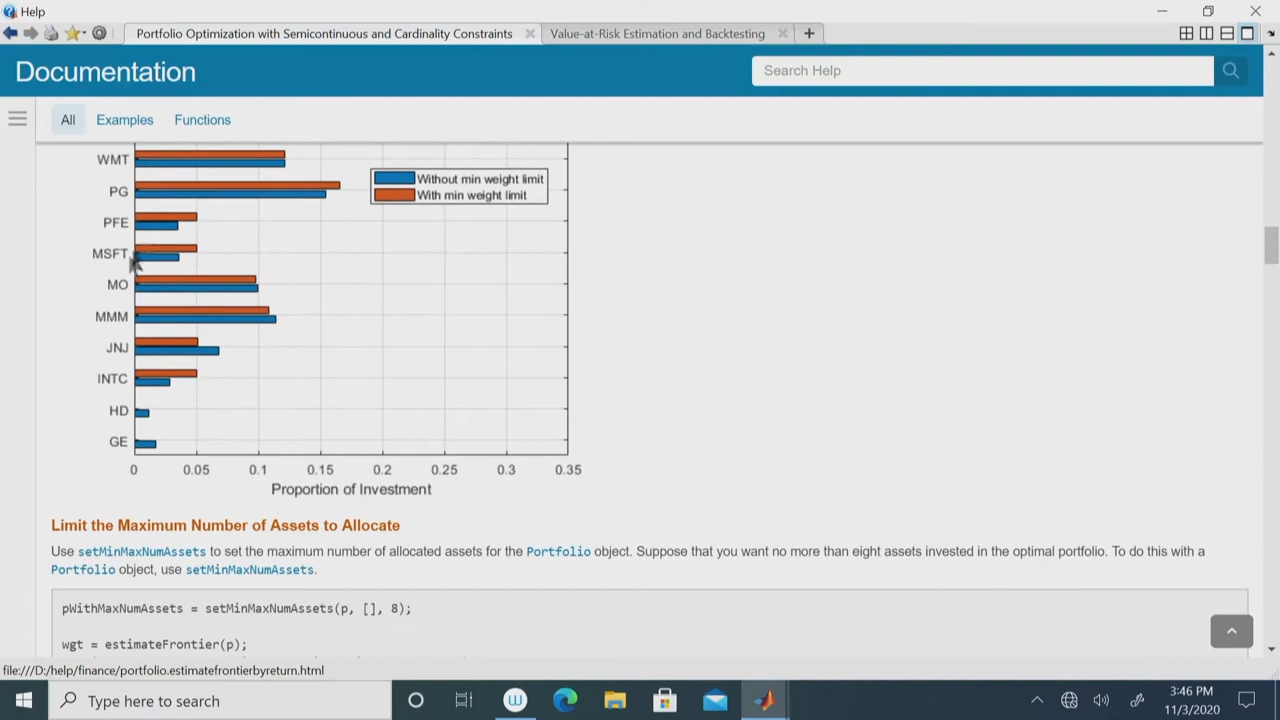 Help
Portfolio Optimization with Semicontinuous and Cardinality Constraints
Value-at-Risk Estimation and Backtesting
Documentation
Search Help
All Examples Functions
WMT
PG
PFE
MSFT
MO
MMM
JNJ
INTC
HD
GE
Without min weight limit
With min weight limit
0 0.05 0.1 0.15 0.2 0.25 0.3 0.35
Proportion of Investment
Limit the Maximum Number of Assets to Allocate
Use setMinMaxNumAssets to set the maximum number of allocated assets for the Portfolio object. Suppose that you want no more than eight assets invested in the optimal portfolio. To do this with a
Portfolio object, use setMinMaxNumAssets.
pWithMaxNumAssets = setMinMaxNumAssets(p, [], 8);
wgt = estimateFrontier(p);
file:///D:/help/finance/portfolio.estimatefrontierbyreturn.html
Type here to search
3:46 PM
11/3/2020